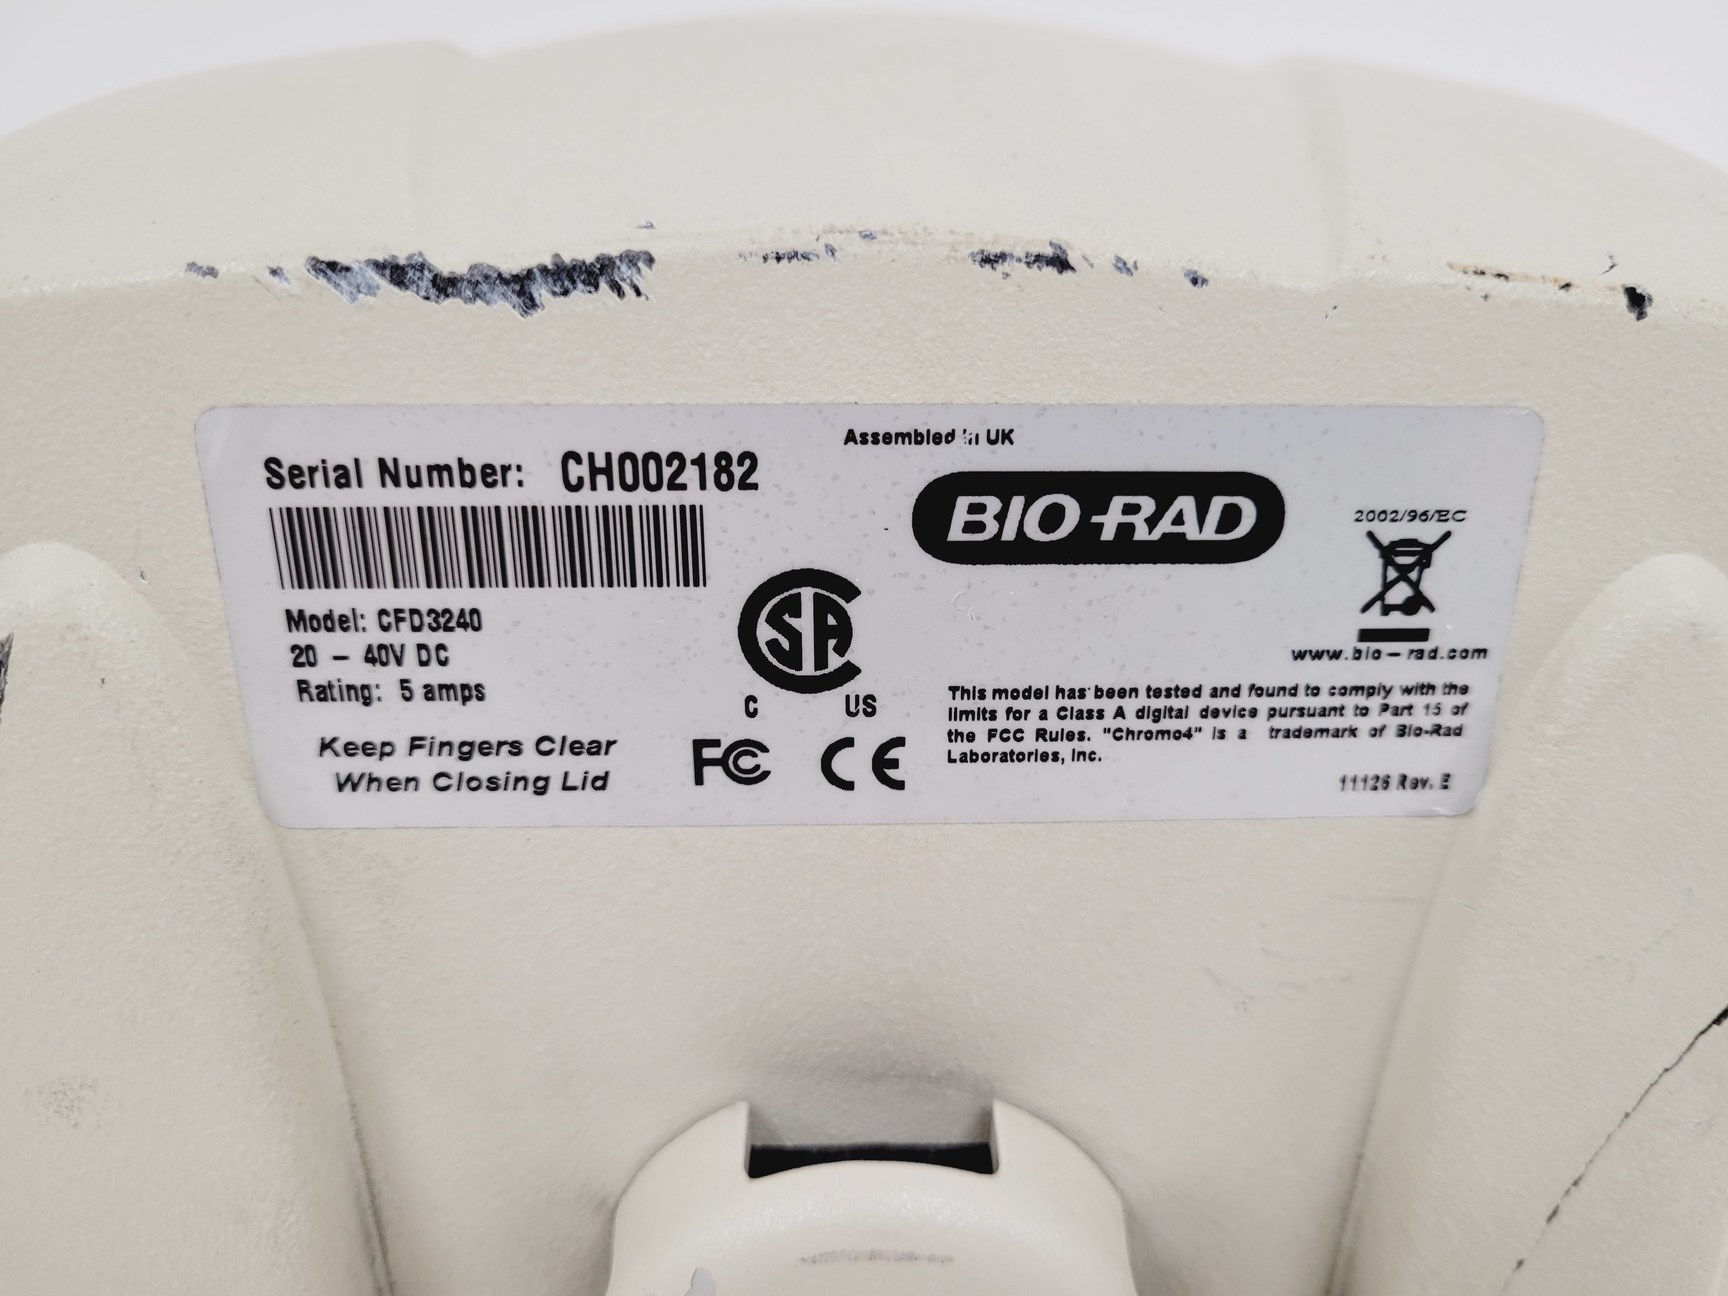 Assembled in UK
Serial Number: CH002182
BIO-RAD
2002/96/EC
Model: CFD3240
20 - 40V DC
Rating: 5 amps
CSA
C US
www.bio-rad.com
Keep Fingers Clear
When Closing Lid
FC CE
This model has been tested and found to comply with the
limits for a Class A digital device pursuant to Part 15 of
the FCC Rules. "Chromo4" is a trademark of Bio-Rad
Laboratories, Inc.
11126 Rev. E